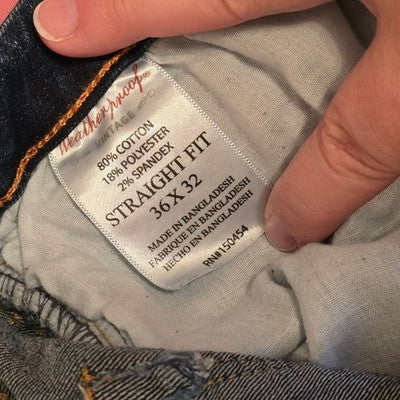 Weatherproof®
VINTAGE
80% COTTON
18% POLYESTER
2% SPANDEX
STRAIGHT FIT
36 X 32
MADE IN BANGLADESH
FABRIQUE EN BANGLADESH
HECHO EN BANGLADESH
RN#150454